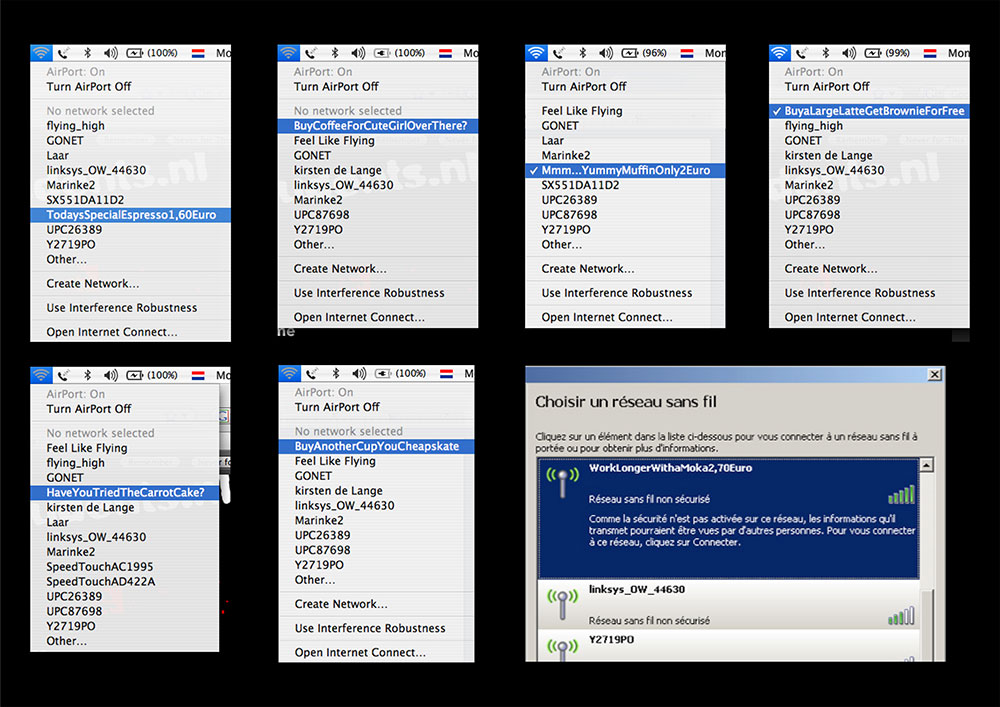 (100%) Mo
AirPort: On
Turn AirPort Off
No network selected
flying_high
GONET
Laar
linksys_OW_44630
Marinke2
SX551DA11D2
TodaysSpecialEspresso1,60Euro
UPC26389
Y2719PO
Other...
Create Network...
Use Interference Robustness
Open Internet Connect...
(100%) Mo
AirPort: On
Turn AirPort Off
No network selected
BuyCoffeeForCuteGirlOverThere?
Feel Like Flying
GONET
kirsten de Lange
linksys_OW_44630
Marinke2
UPC87698
Y2719PO
Other...
Create Network...
Use Interference Robustness
Open Internet Connect...
ne
(96%) Mon
AirPort: On
Turn AirPort Off
Feel Like Flying
GONET
Laar
Marinke2
✓ Mmm...YummyMuffinOnly2Euro
SX551DA11D2
UPC26389
UPC87698
Y2719PO
Other...
Create Network...
Use Interference Robustness
Open Internet Connect...
(99%) Mon
AirPort: On
Turn AirPort Off
✓ BuyaLargeLatteGetBrownieForFree
flying_high
GONET
kirsten de Lange
linksys_OW_44630
Marinke2
UPC26389
UPC87698
Y2719PO
Other...
Create Network...
Use Interference Robustness
Open Internet Connect...
(100%) Mo
AirPort: On
Turn AirPort Off
No network selected
Feel Like Flying
flying_high
GONET
HaveYouTriedTheCarrotCake?
kirsten de Lange
Laar
linksys_OW_44630
Marinke2
SpeedTouchAC1995
SpeedTouchAD422A
UPC26389
UPC87698
Y2719PO
Other...
(100%) M
AirPort: On
Turn AirPort Off
No network selected
BuyAnotherCupYouCheapskate
Feel Like Flying
GONET
kirsten de Lange
linksys_OW_44630
Marinke2
UPC26389
UPC87698
Y2719PO
Other...
Create Network...
Use Interference Robustness
Open Internet Connect...
Choisir un réseau sans fil
Cliquez sur un élément dans la liste ci-dessous pour vous connecter à un réseau sans fil à
portée ou pour obtenir plus d'informations.
WorkLongerWithaMoka2,70Euro
Réseau sans fil non sécurisé
Comme la sécurité n'est pas activée sur ce réseau, les informations qu'il
transmet pourraient être vues par d'autres personnes. Pour vous connecter
à ce réseau, cliquez sur Connecter.
linksys_OW_44630
Réseau sans fil non sécurisé
Y2719PO